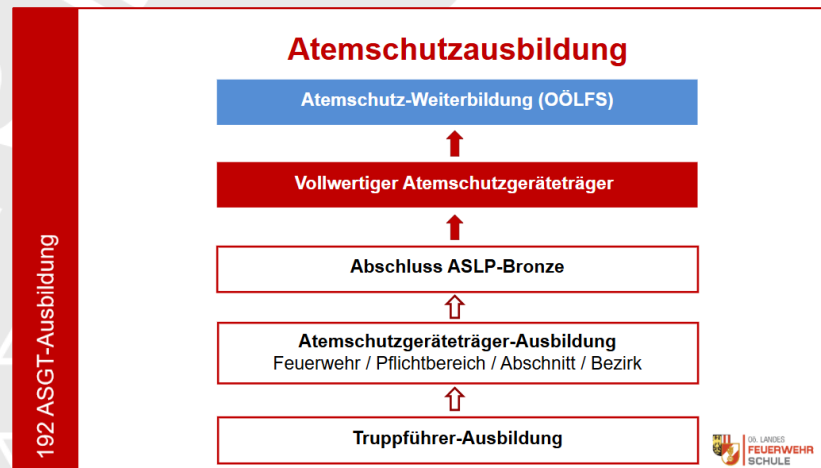 Atemschutzausbildung
Atemschutz-Weiterbildung (OÖLFS)
Vollwertiger Atemschutzgeräteträger
Abschluss ASLP-Bronze
Atemschutzgeräteträger-Ausbildung
Feuerwehr / Pflichtbereich / Abschnitt / Bezirk
Truppführer-Ausbildung
192 ASGT-Ausbildung
OÖ. LANDES
FEUERWEHR
SCHULE